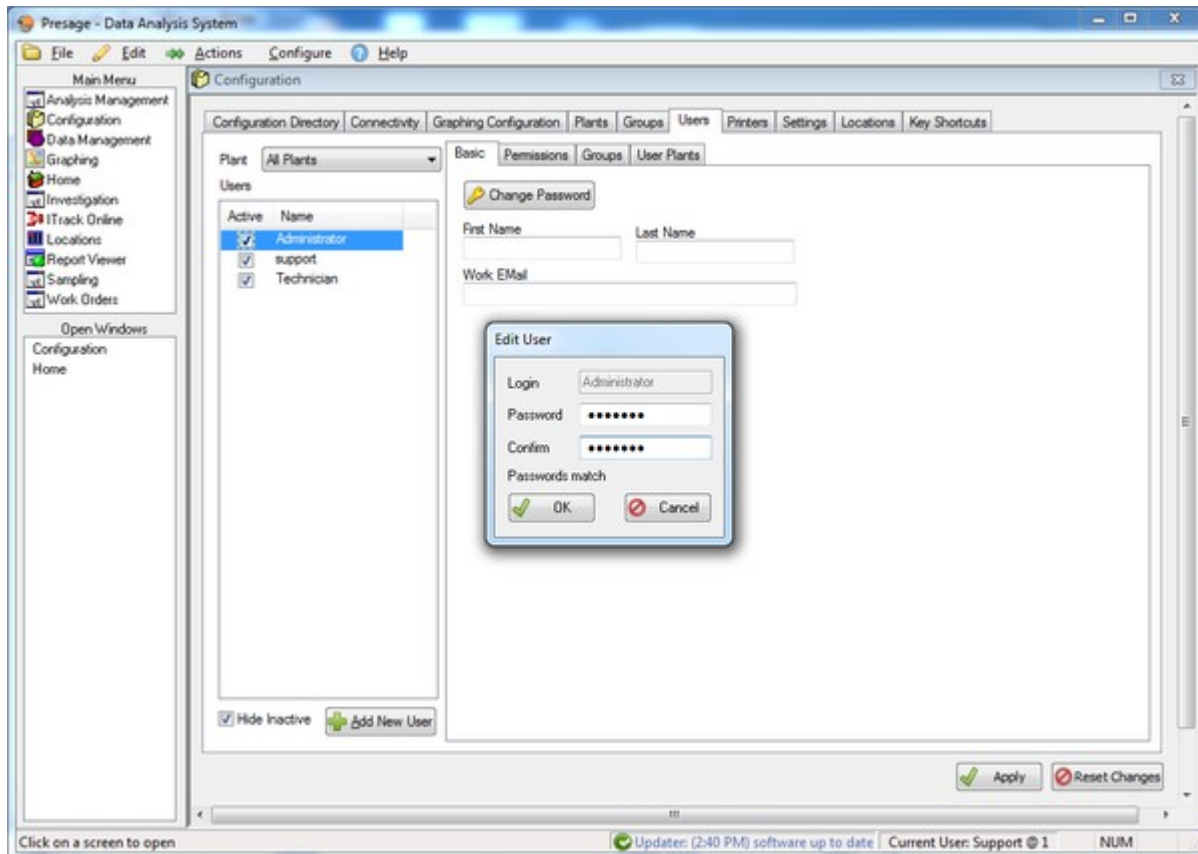 Presage - Data Analysis System
File Edit Actions Configure Help
Main Menu
Analysis Management
Configuration
Data Management
Graphing
Home
Investigation
ITrack Online
Locations
Report Viewer
Sampling
Work Orders
Open Windows
Configuration
Home
Configuration
Configuration Directory Connectivity Graphing Configuration Plants Groups Users Printers Settings Locations Key Shortcuts
Plant All Plants
Users
Active Name
Administrator
support
Technician
Hide Inactive Add New User
Basic Permissions Groups User Plants
Change Password
First Name Last Name
Work EMail
Edit User
Login Administrator
Password •••••••
Confirm •••••••
Passwords match
OK Cancel
Apply Reset Changes
Click on a screen to open Updater: (2:40 PM) software up to date Current User: Support @ 1 NUM